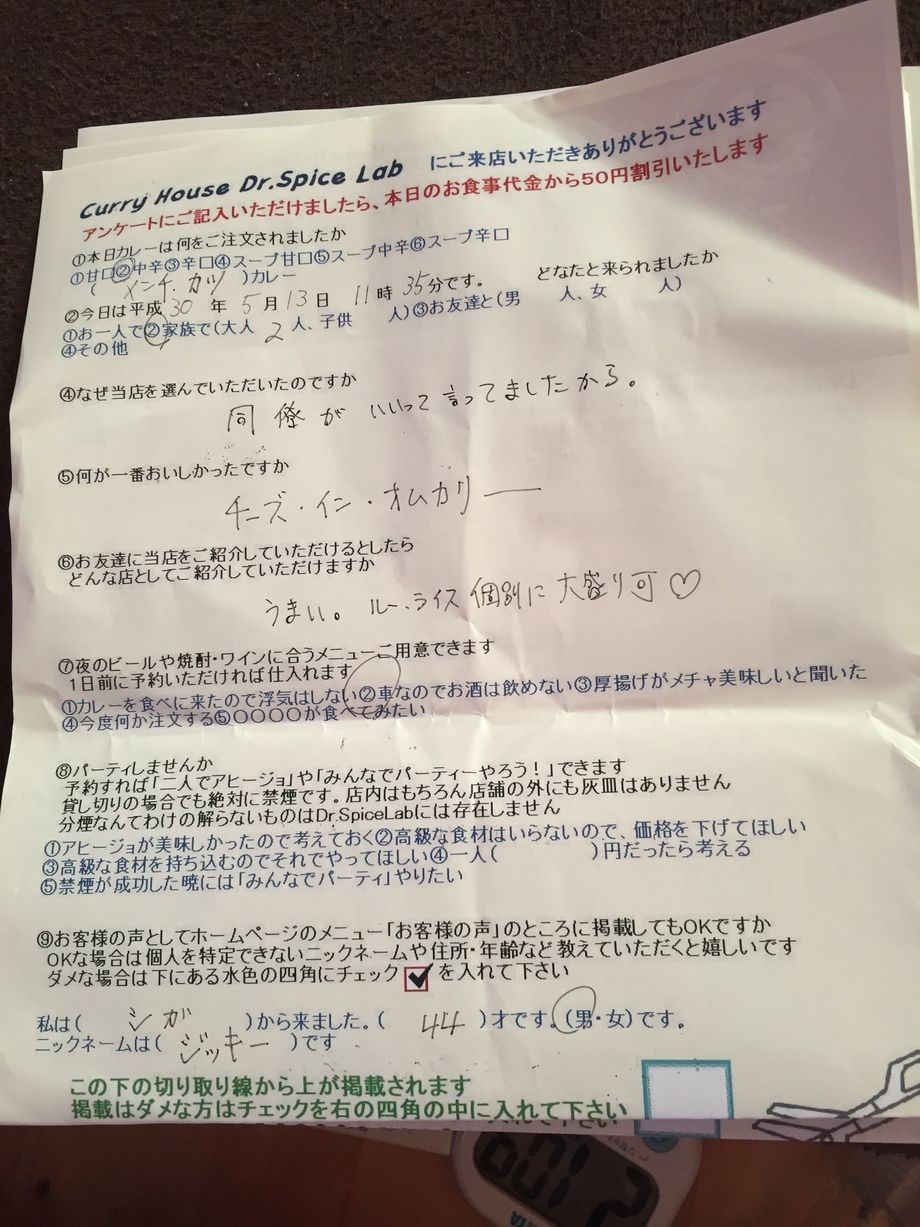 Curry House Dr.Spice Lab にご来店いただきありがとうございます
アンケートにご記入いただけましたら、本日のお食事代金から50円割引いたします
①本日カレーは何をご注文されましたか
①甘口②中辛③辛口④スープ甘口⑤スープ中辛⑥スープ辛口
(メンチ.カツ)カレー
②今日は平成30年5月13日 11時35分です。 どなたと来られましたか
①お一人で②家族で(大人 2人、子供 人)③お友達と(男 人、女 人)
④その他
④なぜ当店を選んでいただいたのですか
同僚がいいって言ってましたから。
⑤何が一番おいしかったですか
チーズ・イン・オムカリー
⑥お友達に当店をご紹介していただけるとしたら
どんな店としてご紹介していただけますか
うまい。ルー、ライス個別に大盛り可♡
⑦夜のビールや焼酎・ワインに合うメニューご用意できます
1日前に予約いただければ仕入れます
①カレーを食べに来たので浮気はしない②車なのでお酒は飲めない③厚揚げがメチャ美味しいと聞いた
④今度何か注文する⑤○○○○が食べてみたい
⑧パーティしませんか
予約すれば「二人でアヒージョ」や「みんなでパーティーやろう!」できます
貸し切りの場合でも絶対に禁煙です。店内はもちろん店舗の外にも灰皿はありません
分煙なんてわけの解らないものはDr.SpiceLabには存在しません
①アヒージョが美味しかったので考えておく②高級な食材はいらないので、価格を下げてほしい
③高級な食材を持ち込むのでそれでやってほしい④一人( )円だったら考える
⑤禁煙が成功した暁には「みんなでパーティ」やりたい
⑨お客様の声としてホームページのメニュー「お客様の声」のところに掲載してもOKですか
OKな場合は個人を特定できないニックネームや住所・年齢など教えていただくと嬉しいです
ダメな場合は下にある水色の四角にチェック☑を入れて下さい
私は(シガ)から来ました。(44)才です。(男・女)です。
ニックネームは(ジッキー)です
この下の切り取り線から上が掲載されます
掲載はダメな方はチェックを右の四角の中に入れて下さい